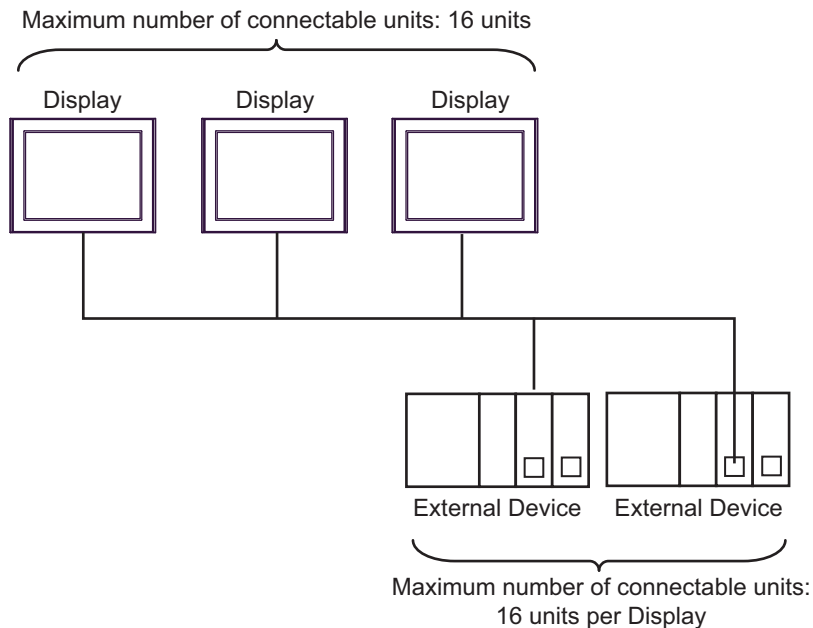 Maximum number of connectable units: 16 units
Display
Display
Display
External Device
External Device
Maximum number of connectable units:
16 units per Display